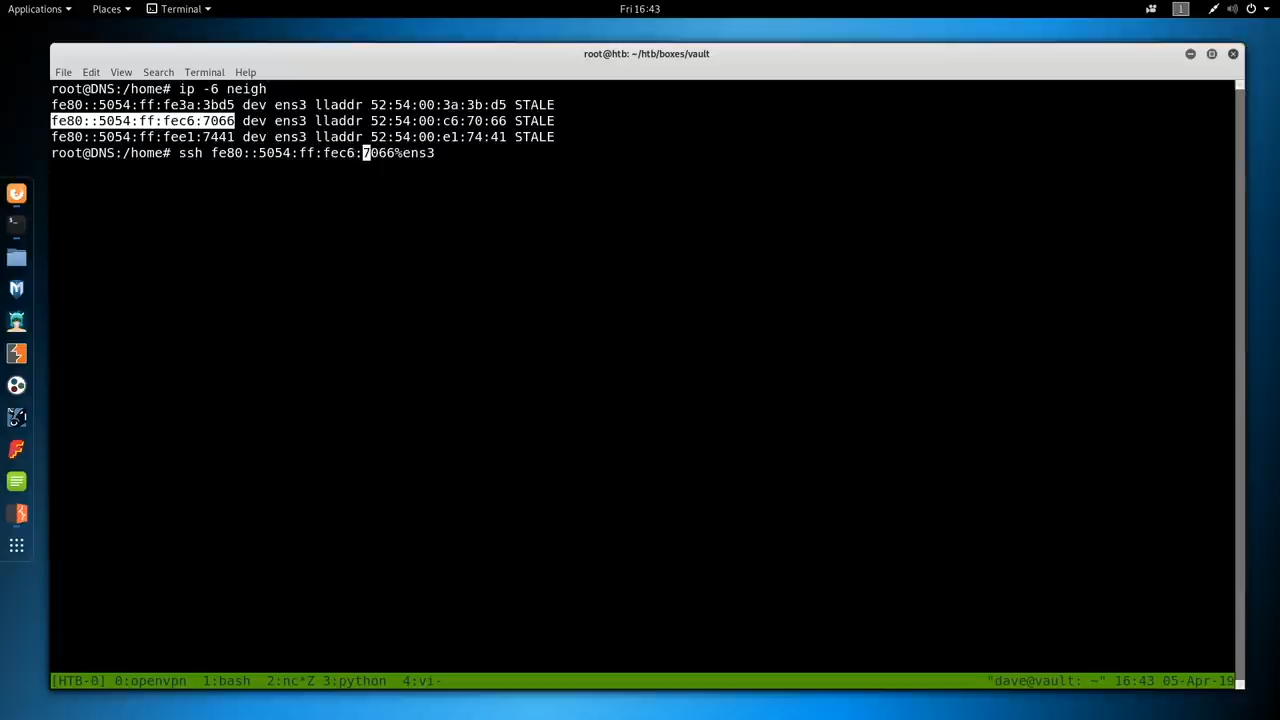 Applications Places Terminal Fri 16:43 1
root@htb: ~/htb/boxes/vault
File Edit View Search Terminal Help
root@DNS:/home# ip -6 neigh
fe80::5054:ff:fe3a:3bd5 dev ens3 lladdr 52:54:00:3a:3b:d5 STALE
fe80::5054:ff:fec6:7066 dev ens3 lladdr 52:54:00:c6:70:66 STALE
fe80::5054:ff:fee1:7441 dev ens3 lladdr 52:54:00:e1:74:41 STALE
root@DNS:/home# ssh fe80::5054:ff:fec6:7066%ens3
[HTB-0] 0:openvpn 1:bash 2:nc*Z 3:python 4:vi- "dave@vault: ~" 16:43 05-Apr-19